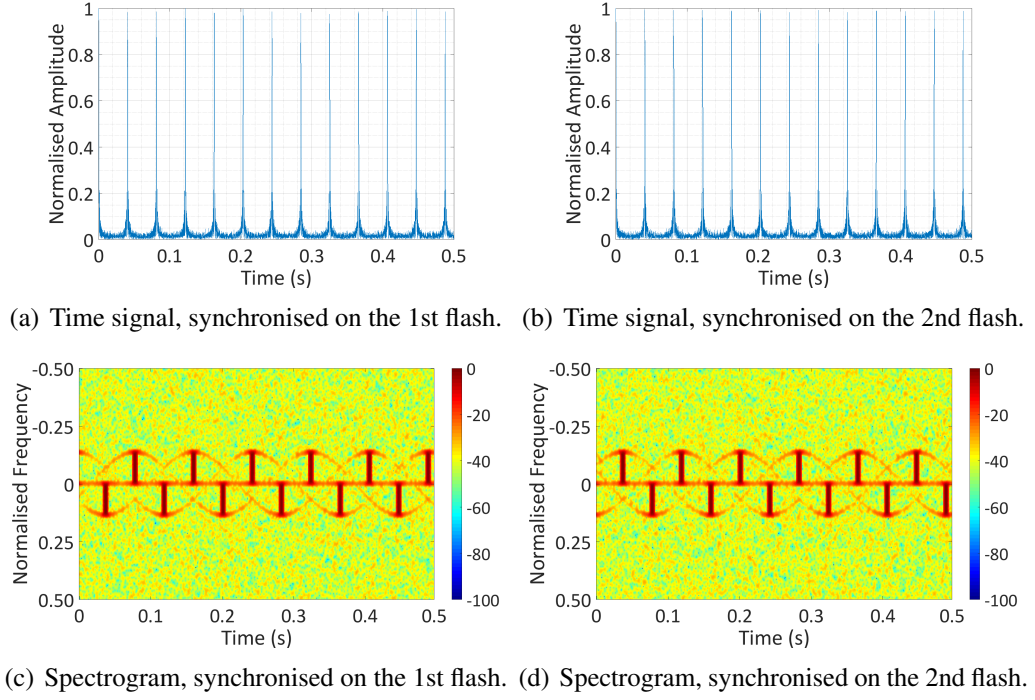 1
0.8
0.6
0.4
0.2
0
Normalised Amplitude
0 0.1 0.2 0.3 0.4 0.5
Time (s)
1
0.8
0.6
0.4
0.2
0
Normalised Amplitude
0 0.1 0.2 0.3 0.4 0.5
Time (s)
(a) Time signal, synchronised on the 1st flash.
(b) Time signal, synchronised on the 2nd flash.
-0.50
-0.25
0
0.25
0.50
Normalised Frequency
0 0.1 0.2 0.3 0.4 0.5
Time (s)
0
-20
-40
-60
-80
-100
-0.50
-0.25
0
0.25
0.50
Normalised Frequency
0 0.1 0.2 0.3 0.4 0.5
Time (s)
0
-20
-40
-60
-80
-100
(c) Spectrogram, synchronised on the 1st flash.
(d) Spectrogram, synchronised on the 2nd flash.